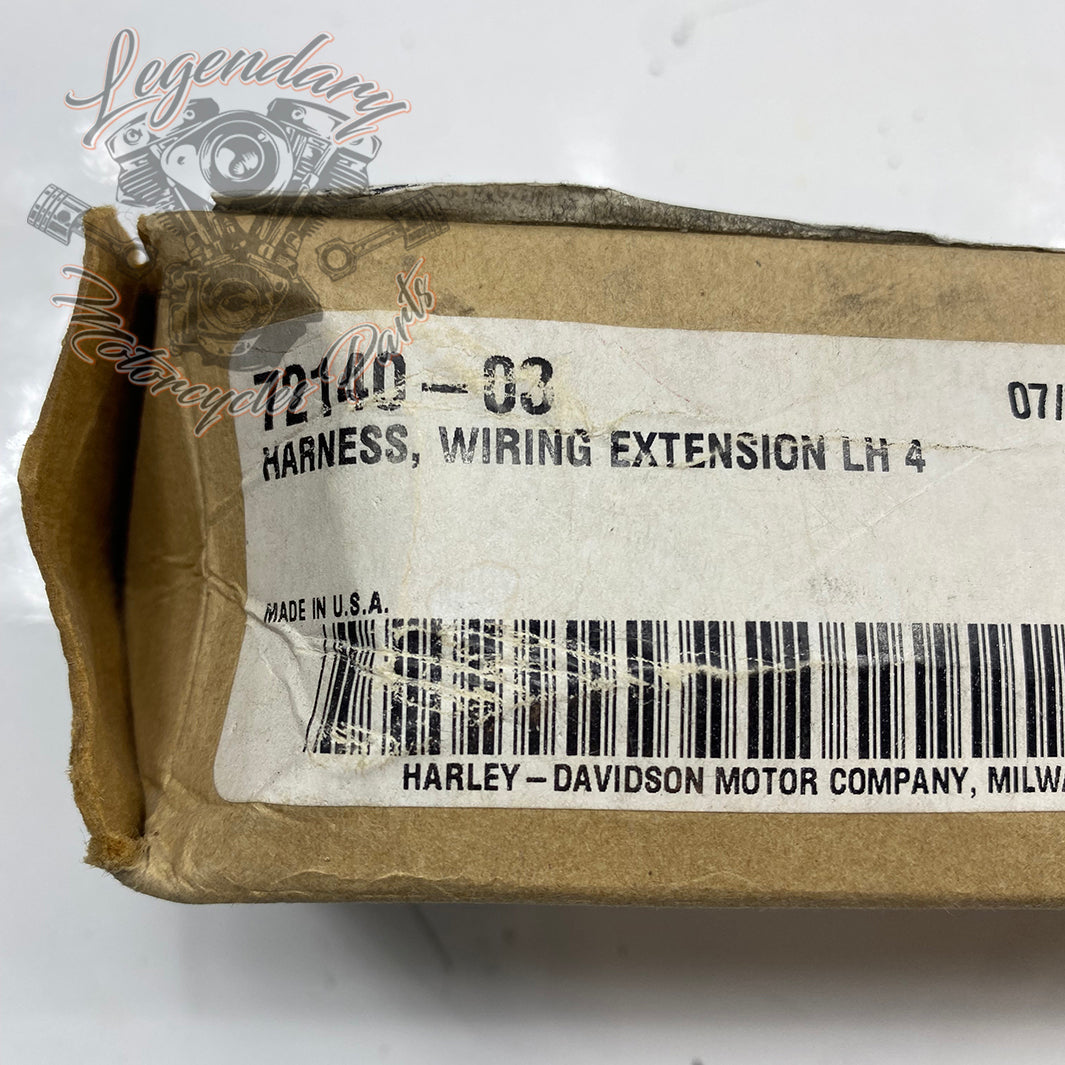 Legendary
Motorcycles Parts
72140-03
07/
HARNESS, WIRING EXTENSION LH 4
MADE IN U.S.A.
HARLEY-DAVIDSON MOTOR COMPANY, MILWA